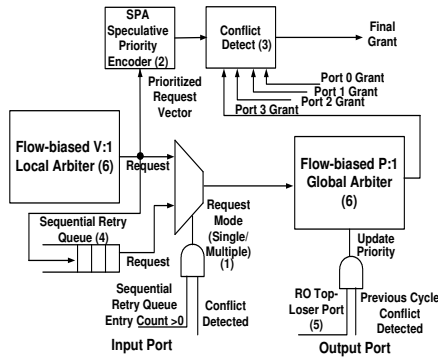 SPA
Speculative
Priority
Encoder (2)
Conflict
Detect (3)
Final
Grant
Port 0 Grant
Port 1 Grant
Port 2 Grant
Port 3 Grant
Prioritized
Request
Vector
Flow-biased V:1
Local Arbiter (6)
Request
Flow-biased P:1
Global Arbiter
(6)
Sequential Retry
Queue (4)
Request
Request
Mode
(Single/
Multiple)
(1)
Update
Priority
Sequential
Retry Queue
Entry Count >0
Conflict
Detected
RO Top-
Loser Port
(5)
Previous Cycle
Conflict
Detected
Input Port
Output Port